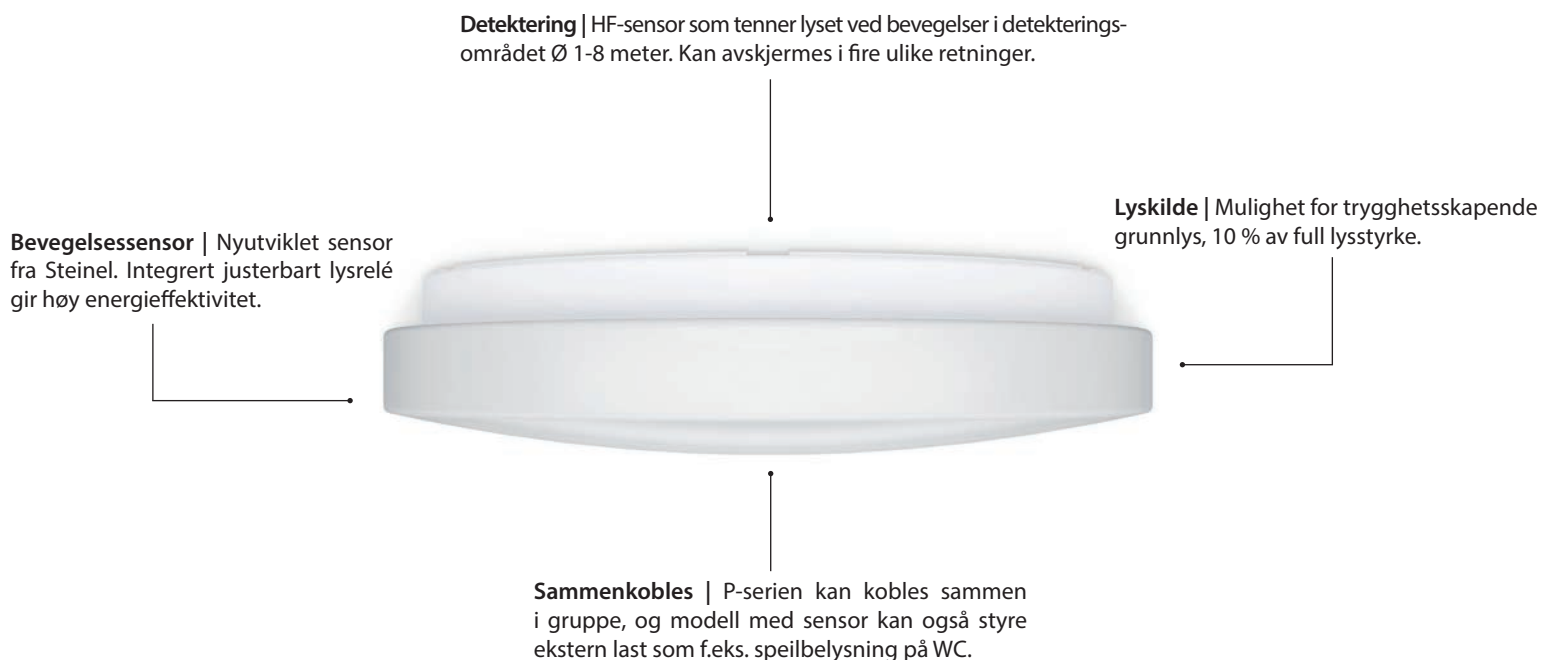 Detektering | HF-sensor som tenner lyset ved bevegelser i detekterings-
området Ø 1-8 meter. Kan avskjermes i fire ulike retninger.
Lyskilde | Mulighet for trygghetsskapende
grunnlys, 10 % av full lysstyrke.
Bevegelsessensor | Nyutviklet sensor
fra Steinel. Integrert justerbart lysrelé
gir høy energieffektivitet.
Sammenkobles | P-serien kan kobles sammen
i gruppe, og modell med sensor kan også styre
ekstern last som f.eks. speilbelysning på WC.